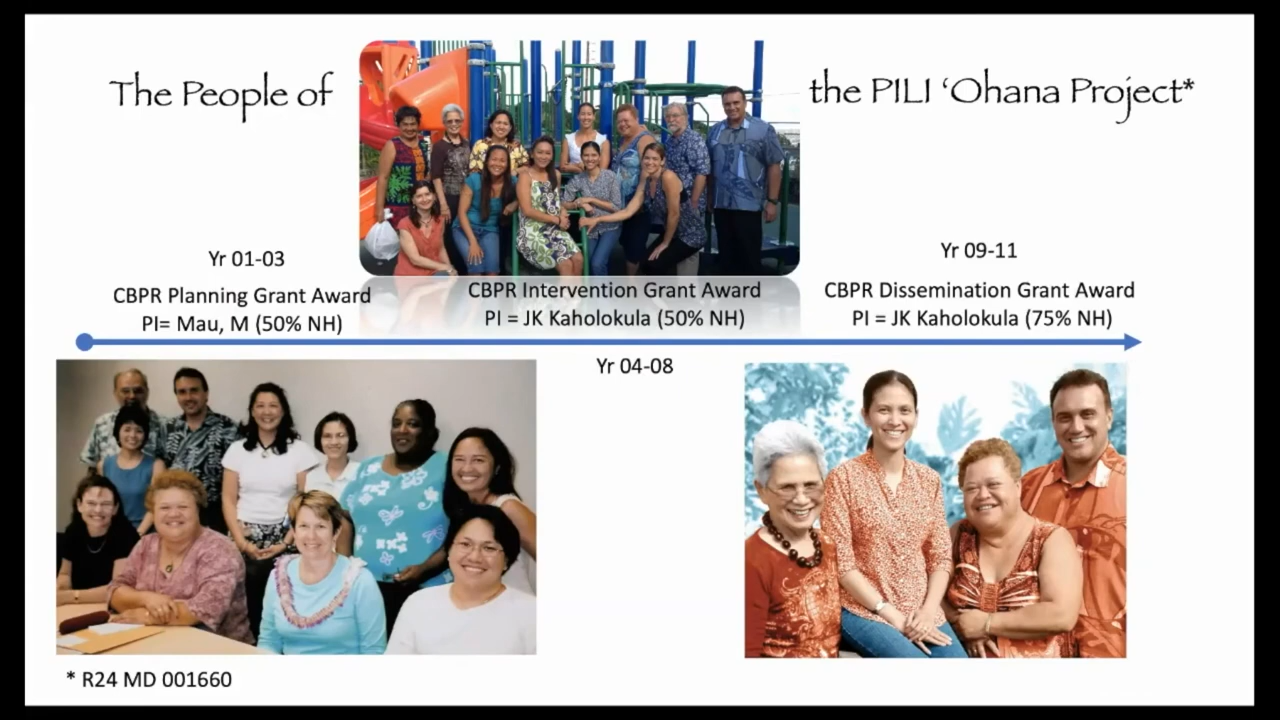 The People of the PILI ‘Ohana Project*
Yr 01-03
CBPR Planning Grant Award
PI= Mau, M (50% NH)
CBPR Intervention Grant Award
PI = JK Kaholokula (50% NH)
Yr 04-08
Yr 09-11
CBPR Dissemination Grant Award
PI = JK Kaholokula (75% NH)
* R24 MD 001660